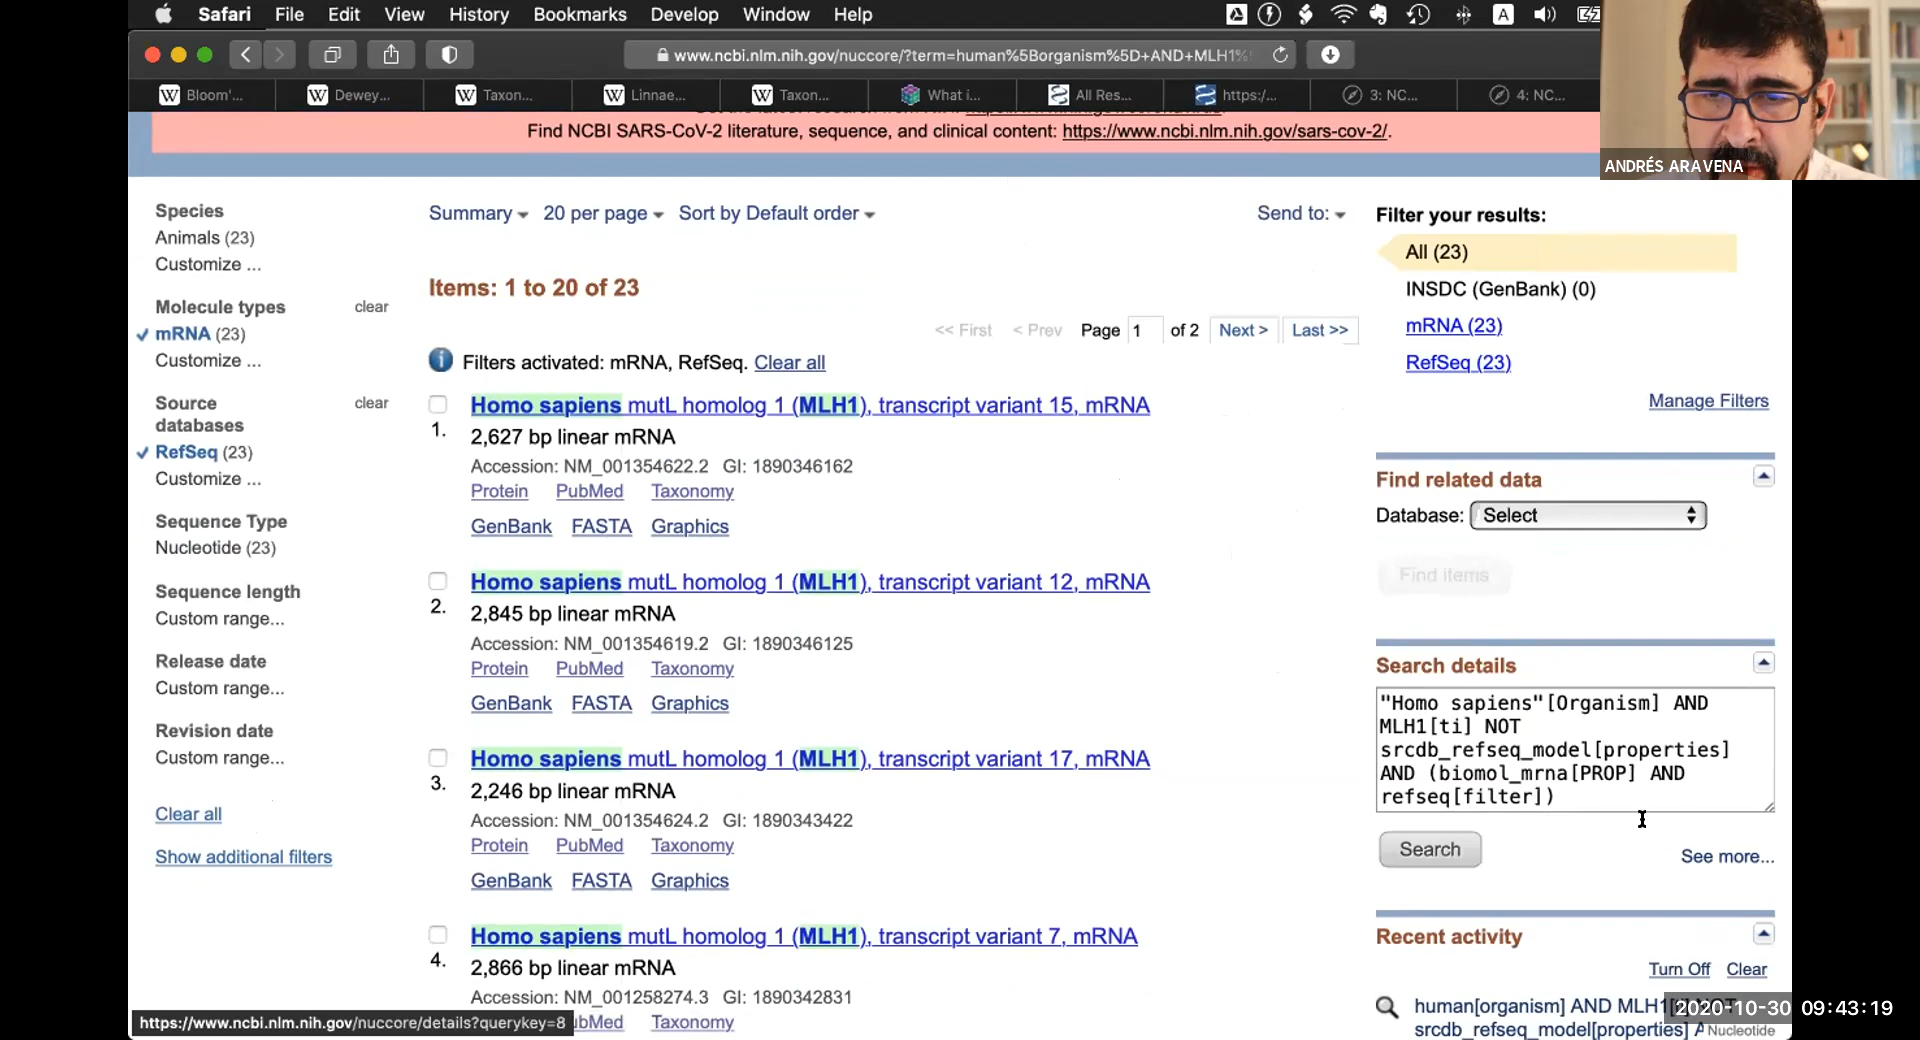 Safari File Edit View History Bookmarks Develop Window Help
www.ncbi.nlm.nih.gov/nuccore/?term=human%5Borganism%5D+AND+MLH1%
Bloom'... Dewey... Taxon... Linnae... Taxon... What i... All Res... https:/... 3: NC... 4: NC...
ANDRÉS ARAVENA
Find NCBI SARS-CoV-2 literature, sequence, and clinical content: https://www.ncbi.nlm.nih.gov/sars-cov-2/.
Species
Animals (23)
Customize ...
Molecule types clear
mRNA (23)
Customize ...
Source databases clear
RefSeq (23)
Customize ...
Sequence Type
Nucleotide (23)
Sequence length
Custom range...
Release date
Custom range...
Revision date
Custom range...
Clear all
Show additional filters
Summary 20 per page Sort by Default order Send to:
Items: 1 to 20 of 23
<< First < Prev Page 1 of 2 Next > Last >>
Filters activated: mRNA, RefSeq. Clear all
Homo sapiens mutL homolog 1 (MLH1), transcript variant 15, mRNA
1.
2,627 bp linear mRNA
Accession: NM_001354622.2 GI: 1890346162
Protein PubMed Taxonomy
GenBank FASTA Graphics
Homo sapiens mutL homolog 1 (MLH1), transcript variant 12, mRNA
2.
2,845 bp linear mRNA
Accession: NM_001354619.2 GI: 1890346125
Protein PubMed Taxonomy
GenBank FASTA Graphics
Homo sapiens mutL homolog 1 (MLH1), transcript variant 17, mRNA
3.
2,246 bp linear mRNA
Accession: NM_001354624.2 GI: 1890343422
Protein PubMed Taxonomy
GenBank FASTA Graphics
Homo sapiens mutL homolog 1 (MLH1), transcript variant 7, mRNA
4.
2,866 bp linear mRNA
Accession: NM_001258274.3 GI: 1890342831
ubMed Taxonomy
https://www.ncbi.nlm.nih.gov/nuccore/details?querykey=8
Filter your results:
All (23)
INSDC (GenBank) (0)
mRNA (23)
RefSeq (23)
Manage Filters
Find related data
Database: Select
Find items
Search details
"Homo sapiens"[Organism] AND
MLH1[ti] NOT
srcdb_refseq_model[properties]
AND (biomol_mrna[PROP] AND
refseq[filter])
Search See more...
Recent activity
Turn Off Clear
human[organism] AND MLH1
srcdb_refseq_model[properties] Nucleotide
2020-10-30 09:43:19